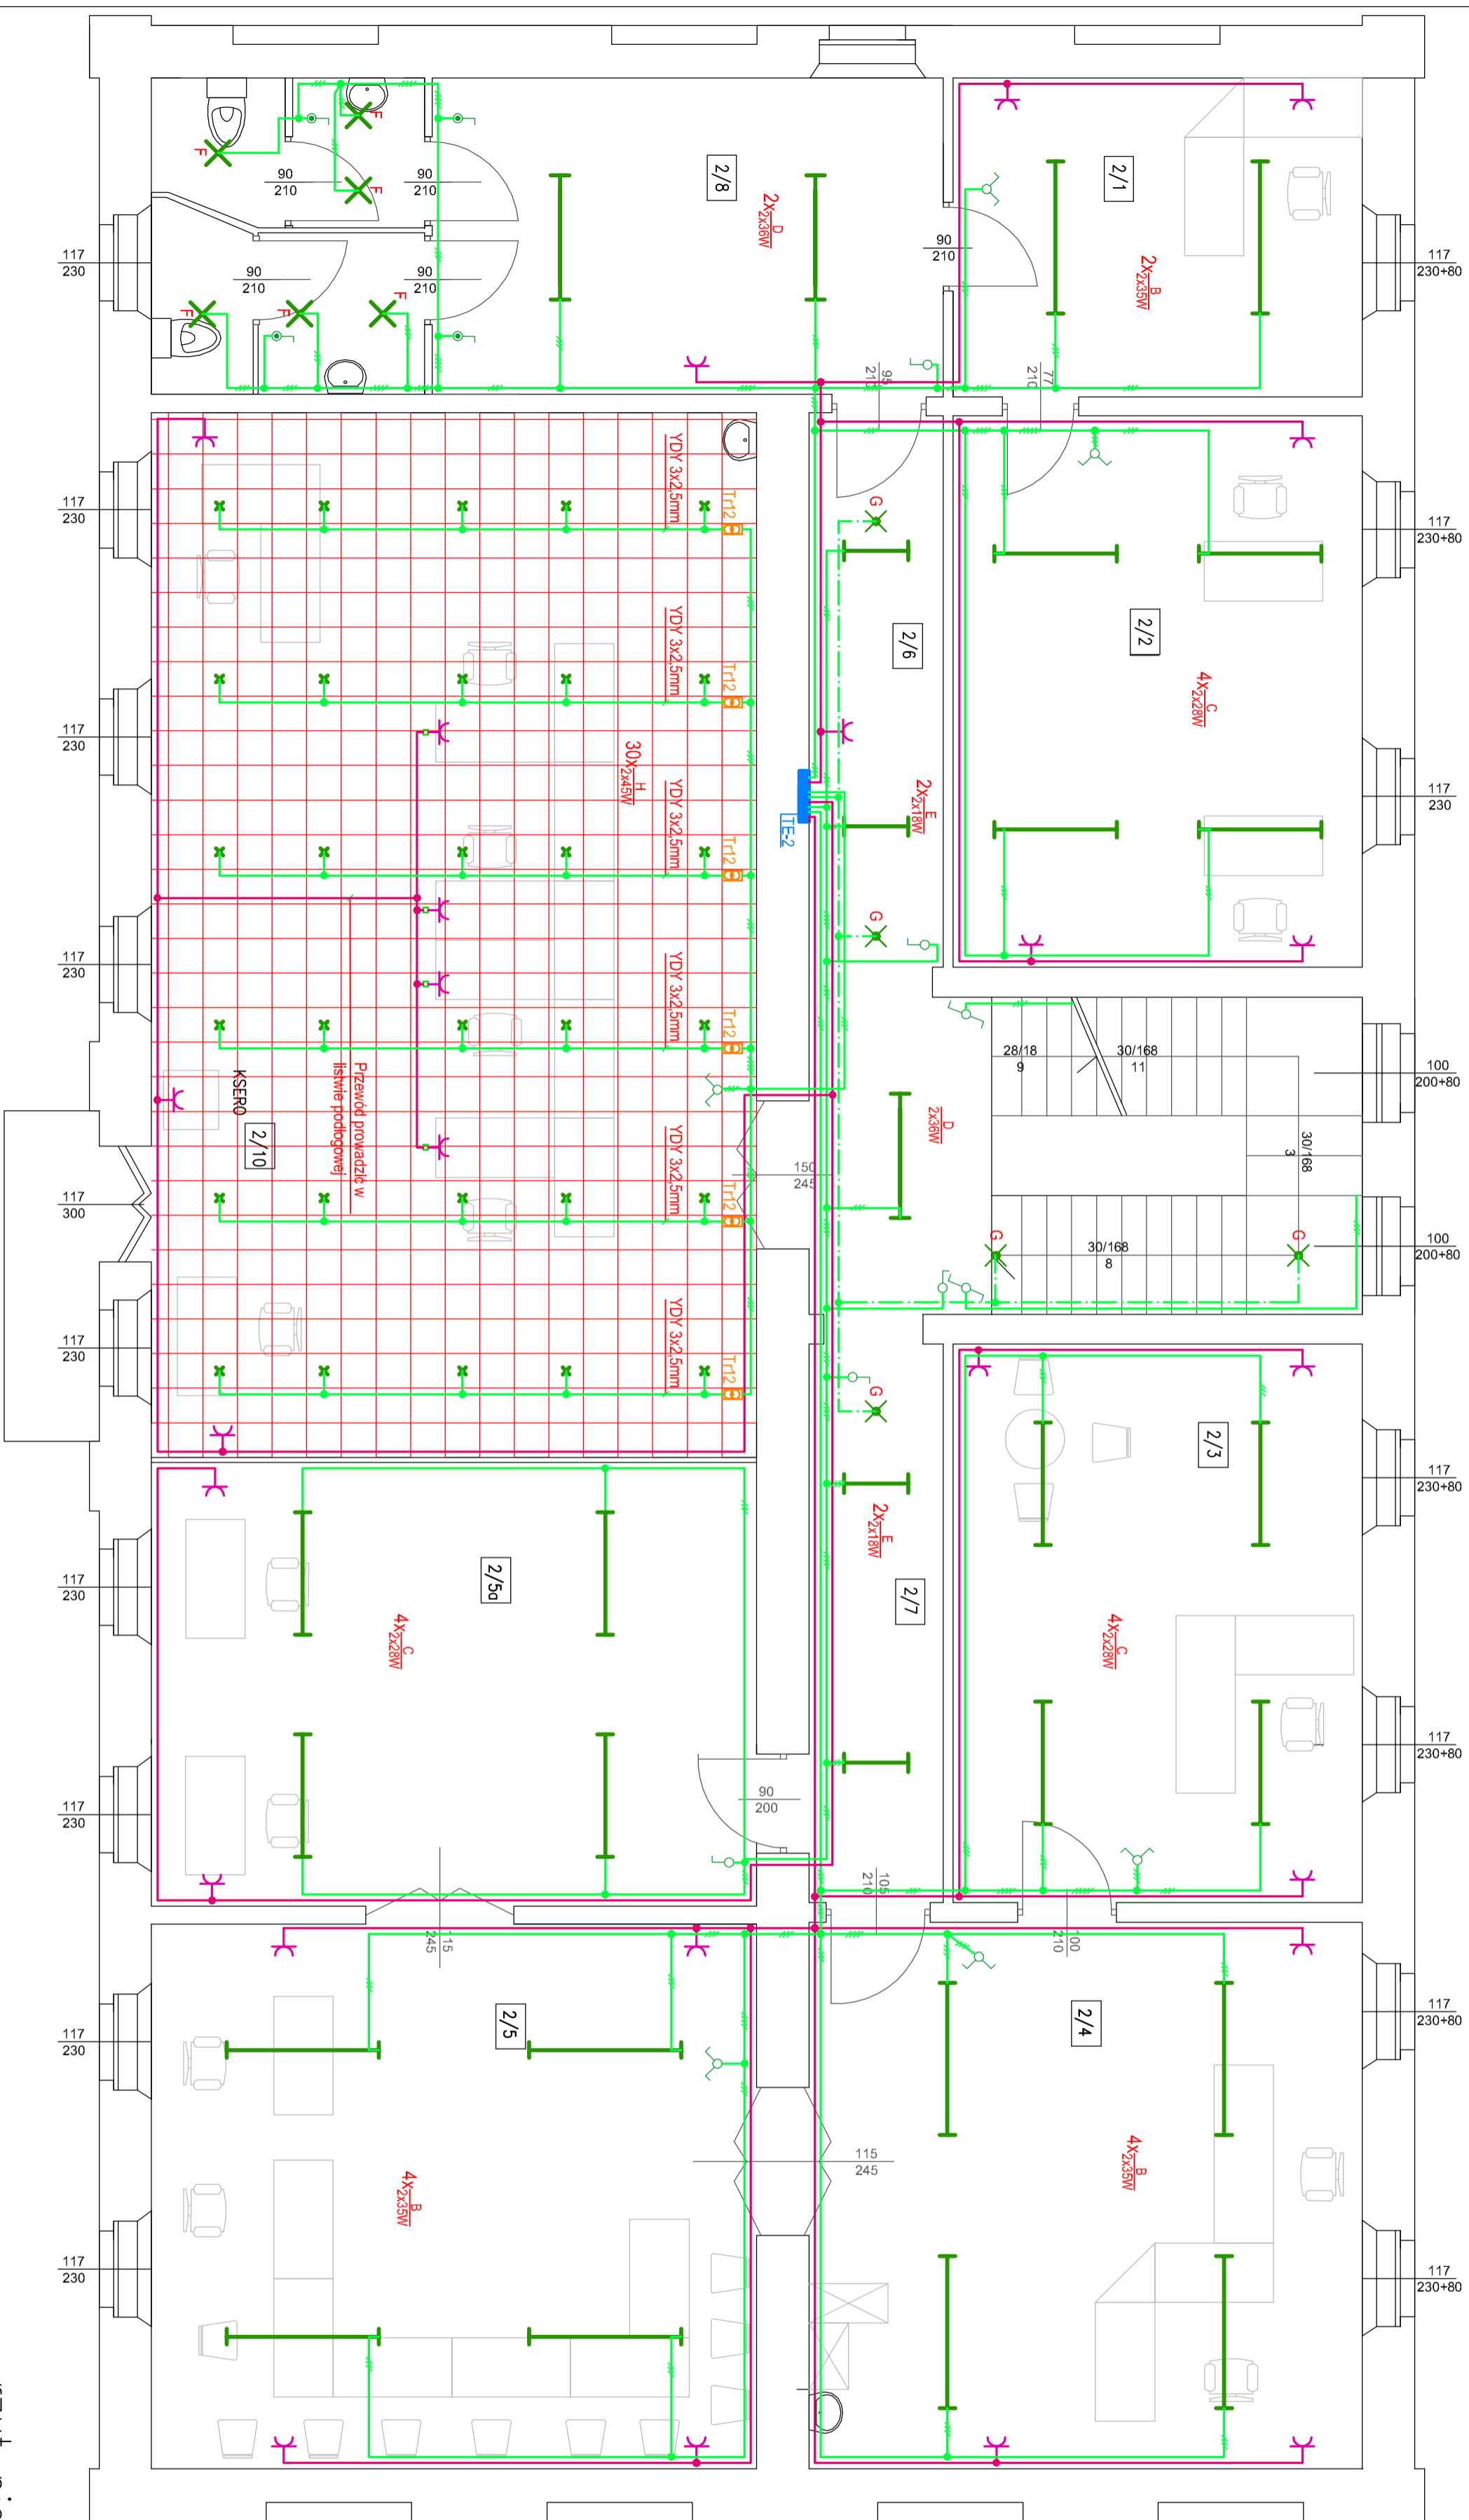 117
230+80
117
230+80
117
230
100
200+80
100
200+80
117
230+80
117
230+80
117
230+80
117
230+80
2/1
2x B
2x35W
90
210
77
210
95
2/8
2x D
2x36W
90
210
90
210
90
210
90
210
F
F
F
F
F
F
117
230
2/2
4x C
2x28W
2/6
G
2x E
2x18W
G
TE-2
D
2x36W
28/18
9
30/168
11
30/168
3
30/168
8
G
G
G
150
245
YDY 3x2,5mm
Tr12
YDY 3x2,5mm
Tr12
YDY 3x2,5mm
Tr12
YDY 3x2,5mm
Tr12
YDY 3x2,5mm
Tr12
YDY 3x2,5mm
Tr12
30x H
2x45W
Przewód prowadzić w
listwie podłogowej
KSERO
2/10
117
230
117
230
117
230
117
300
117
230
2/3
4x C
2x28W
2/7
2x E
2x18W
2/5a
4x C
2x28W
90
200
105
210
210
115
245
117
230
117
230
2/4
4x B
2x35W
2/5
4x B
2x35W
115
245
117
230
117
230